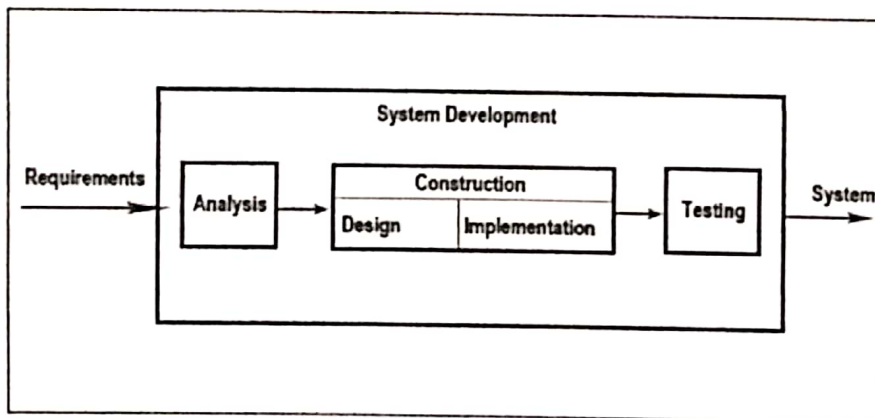 System Development
Requirements
Analysis
Construction
Design
Implementation
Testing
System